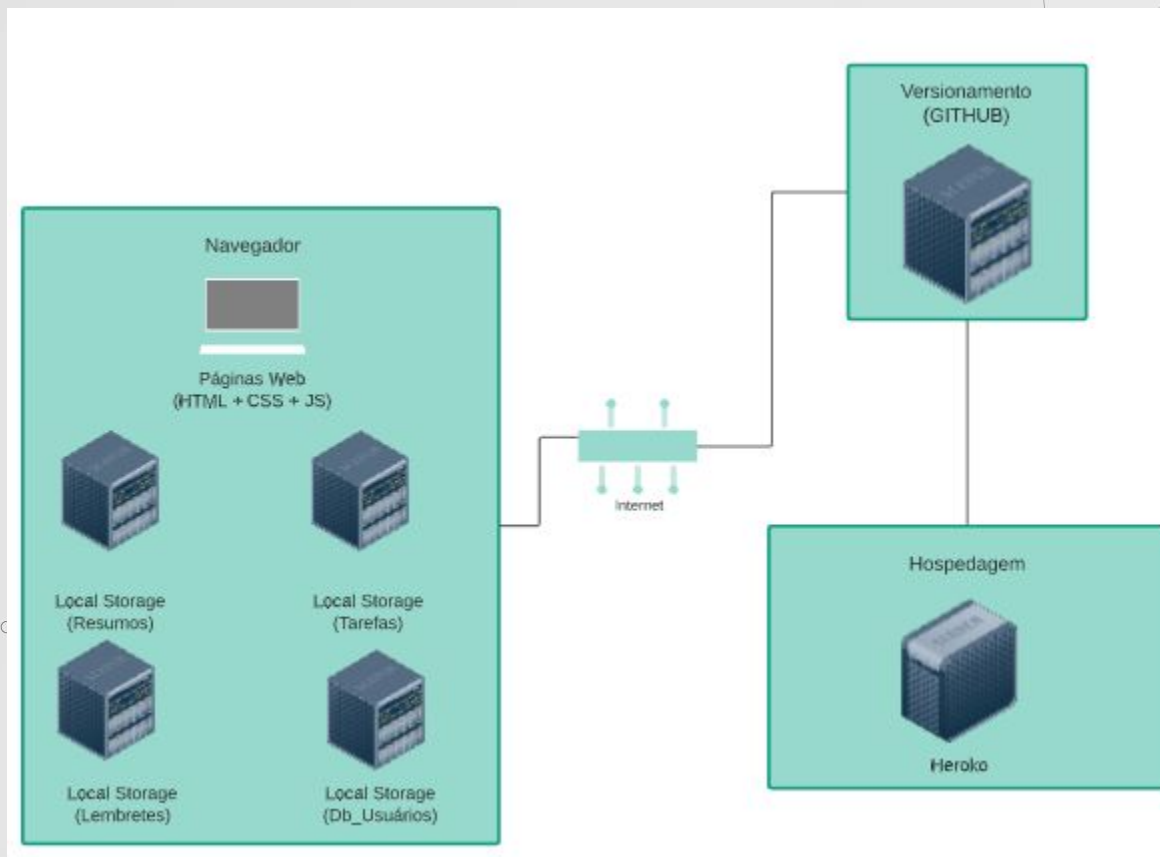 Versionamento
(GITHUB)
Navegador
Páginas Web
(HTML + CSS + JS)
Internet
Local Storage
(Resumos)
Local Storage
(Tarefas)
Hospedagem
Heroko
Local Storage
(Lembretes)
Local Storage
(Db_Usuários)